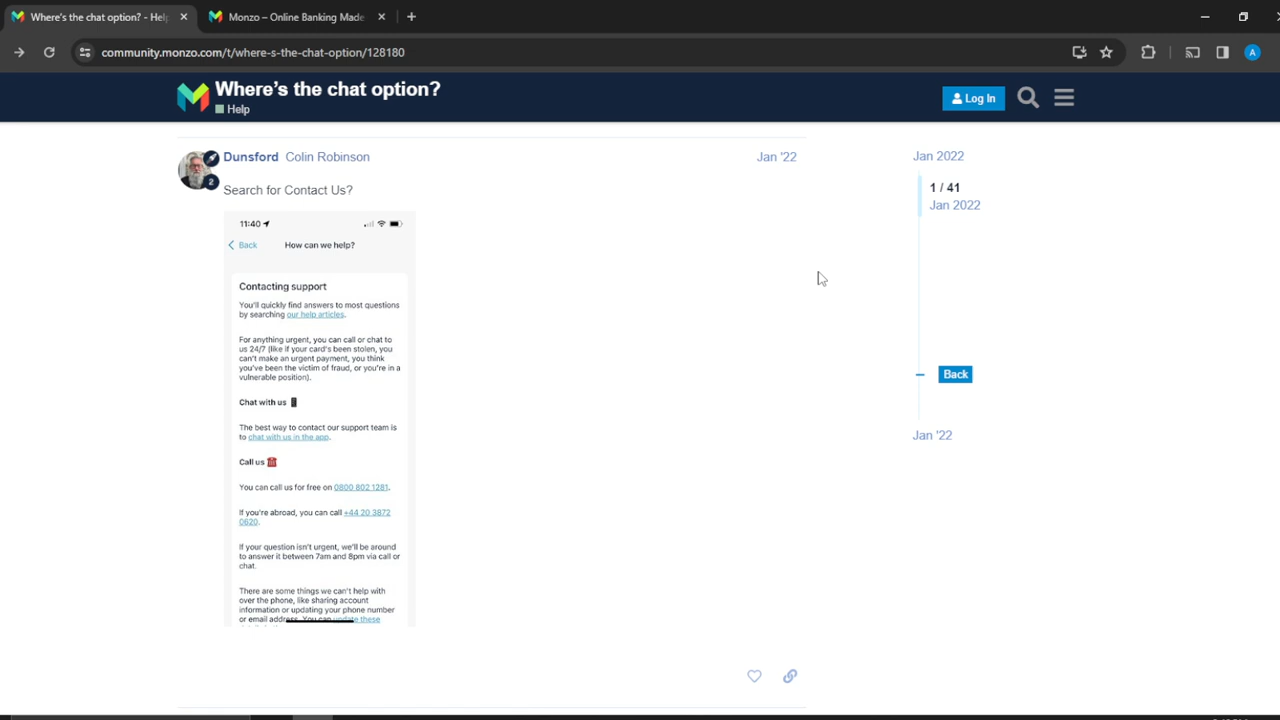 Where's the chat option? - Help
Monzo – Online Banking Made
community.monzo.com/t/where-s-the-chat-option/128180
A
Where's the chat option?
Help
Log In
Dunsford Colin Robinson
Jan '22
2
Search for Contact Us?
11:40
Back
How can we help?
Contacting support
You'll quickly find answers to most questions
by searching our help articles.
For anything urgent, you can call or chat to
us 24/7 (like if your card's been stolen, you
can't make an urgent payment, you think
you've been the victim of fraud, or you're in a
vulnerable position).
Chat with us
The best way to contact our support team is
to chat with us in the app.
Call us
You can call us for free on 0800 802 1281.
If you're abroad, you can call +44 20 3872
0620.
If your question isn't urgent, we'll be around
to answer it between 7am and 8pm via call or
chat.
There are some things we can't help with
over the phone, like sharing account
information or updating your phone number
or email address. You can update these
Jan 2022
1 / 41
Jan 2022
Back
Jan '22